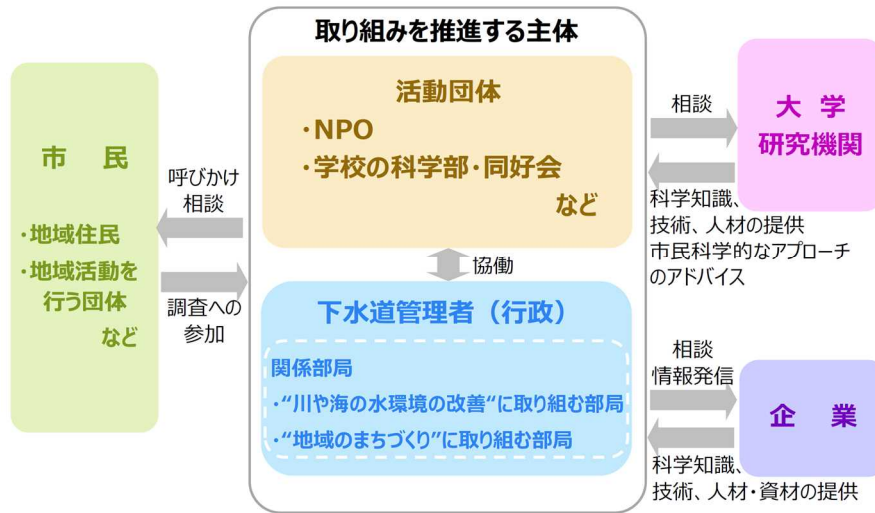 取り組みを推進する主体
活動団体
・NPO
・学校の科学部・同好会
など
協働
下水道管理者（行政）
関係部局
・“川や海の水環境の改善“に取り組む部局
・“地域のまちづくり”に取り組む部局
市　民
・地域住民
・地域活動を
行う団体
など
呼びかけ
相談
調査への
参加
相談
大 学
研究機関
科学知識、
技術、人材の提供
市民科学的なアプローチ
のアドバイス
相談
情報発信
企　業
科学知識、
技術、人材・資材の提供